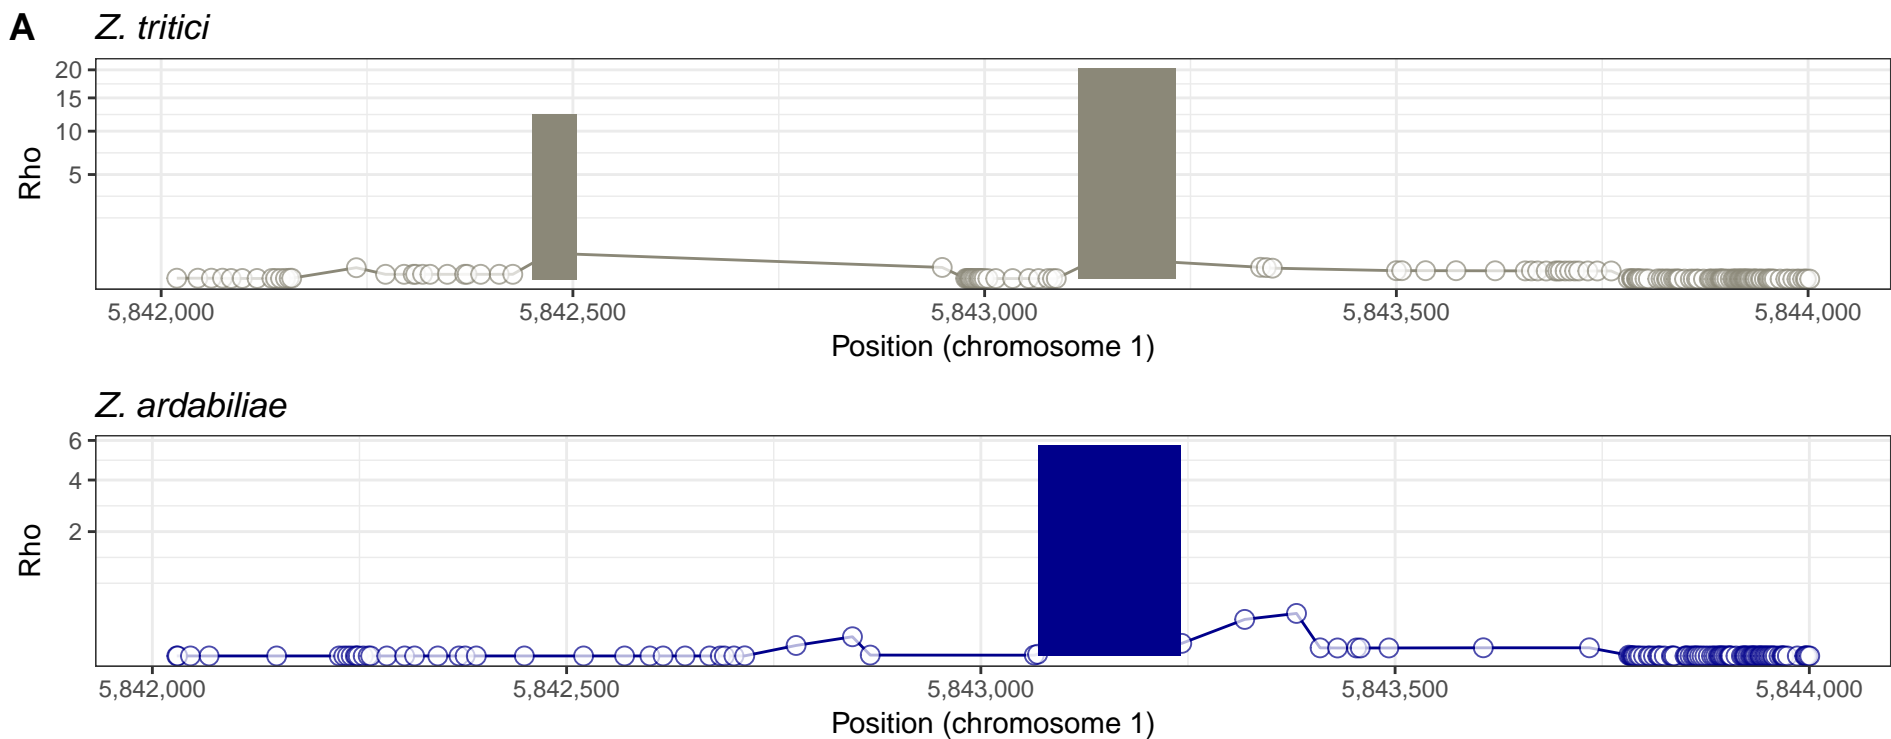 A Z. tritici
20
15
10
5
Rho
5,842,000 5,842,500 5,843,000 5,843,500 5,844,000
Position (chromosome 1)
Z. ardabiliae
6
4
2
Rho
5,842,000 5,842,500 5,843,000 5,843,500 5,844,000
Position (chromosome 1)